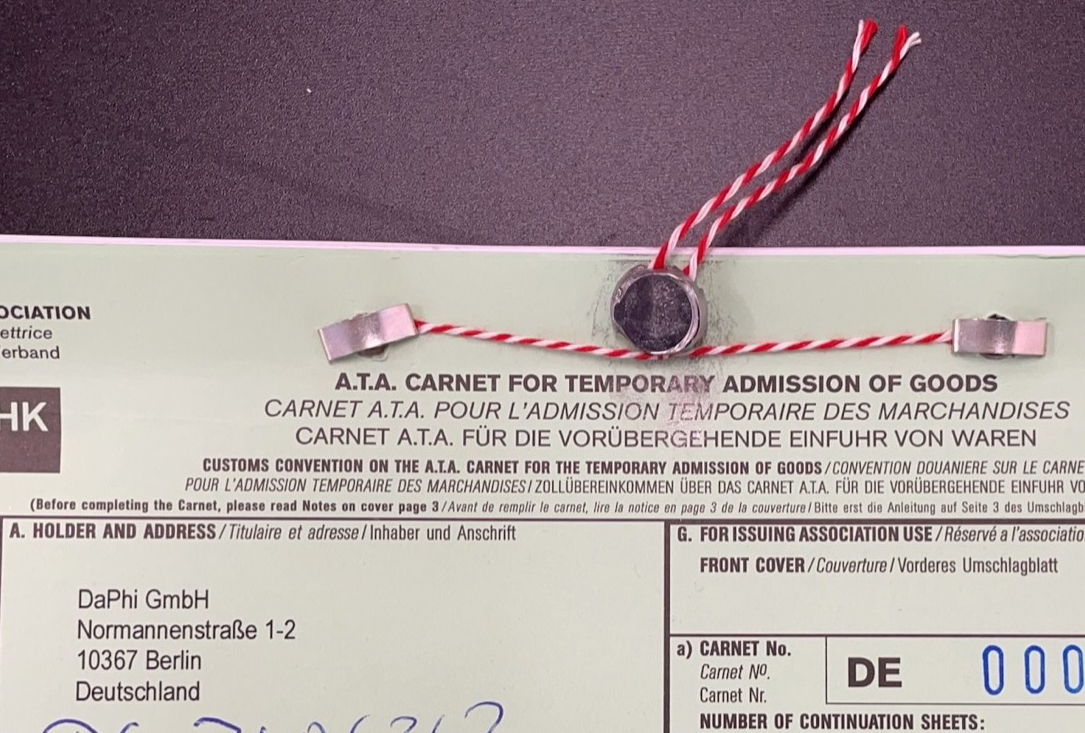 OCIATION
ettrice
erband
HK
A.T.A. CARNET FOR TEMPORARY ADMISSION OF GOODS
CARNET A.T.A. POUR L'ADMISSION TEMPORAIRE DES MARCHANDISES
CARNET A.T.A. FÜR DIE VORÜBERGEHENDE EINFUHR VON WAREN
CUSTOMS CONVENTION ON THE A.T.A. CARNET FOR THE TEMPORARY ADMISSION OF GOODS / CONVENTION DOUANIERE SUR LE CARNE
POUR L'ADMISSION TEMPORAIRE DES MARCHANDISES / ZOLLÜBEREINKOMMEN ÜBER DAS CARNET A.T.A. FÜR DIE VORÜBERGEHENDE EINFUHR VO
(Before completing the Carnet, please read Notes on cover page 3 / Avant de remplir le carnet, lire la notice en page 3 de la couverture / Bitte erst die Anleitung auf Seite 3 des Umschlagb
A. HOLDER AND ADDRESS / Titulaire et adresse / Inhaber und Anschrift
DaPhi GmbH
Normannenstraße 1-2
10367 Berlin
Deutschland
G. FOR ISSUING ASSOCIATION USE / Réservé a l'associatio
FRONT COVER / Couverture / Vorderes Umschlagblatt
a) CARNET No.
Carnet Nº.
Carnet Nr.
DE 000
NUMBER OF CONTINUATION SHEETS: